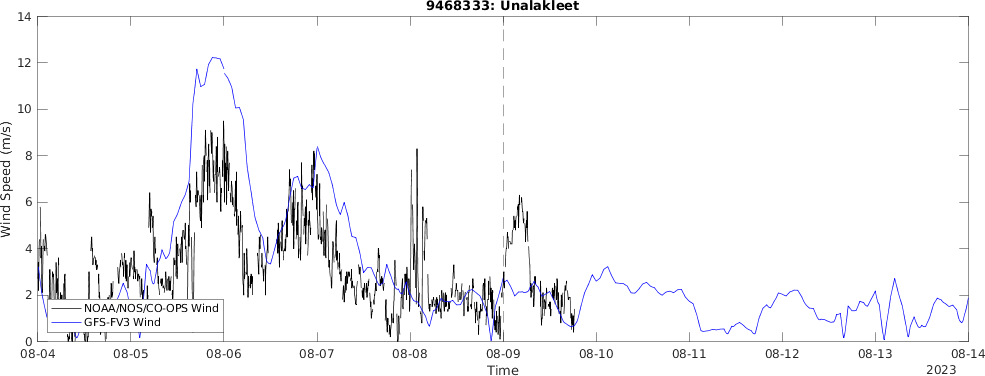 9468333: Unalakleet
14
12
10
8
6
4
2
0
Wind Speed (m/s)
NOAA/NOS/CO-OPS Wind
GFS-FV3 Wind
08-04 08-05 08-06 08-07 08-08 08-09 08-10 08-11 08-12 08-13 08-14
Time
2023